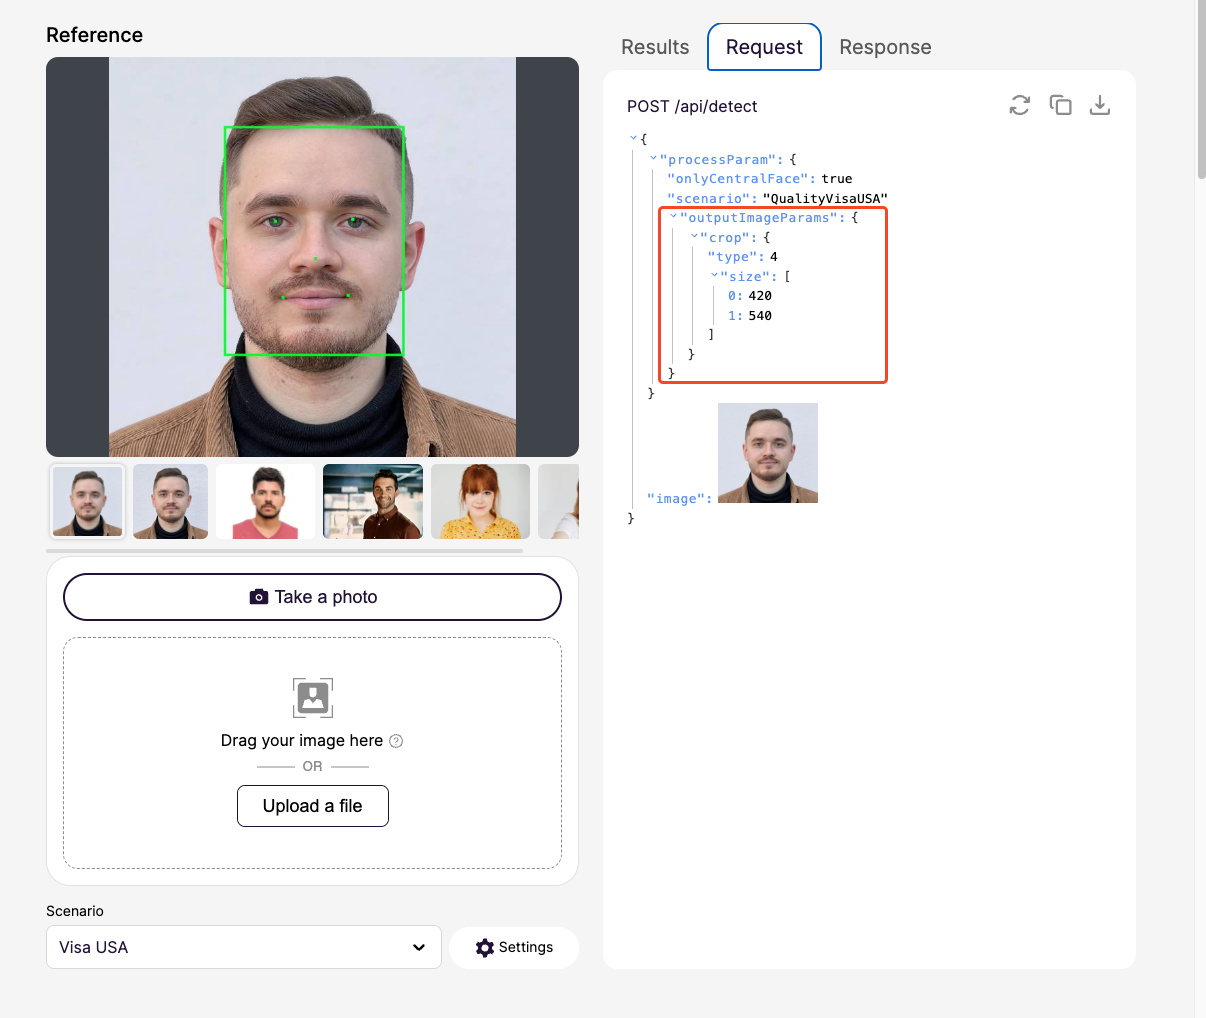 Reference
Take a photo
Drag your image here
OR
Upload a file
Scenario
Visa USA
Settings
Results
Request
Response
POST /api/detect
{
"processParam": {
"onlyCentralFace": true
"scenario": "QualityVisaUSA"
"outputImageParams": {
"crop": {
"type": 4
"size": [
0: 420
1: 540
]
}
}
}
"image":
}